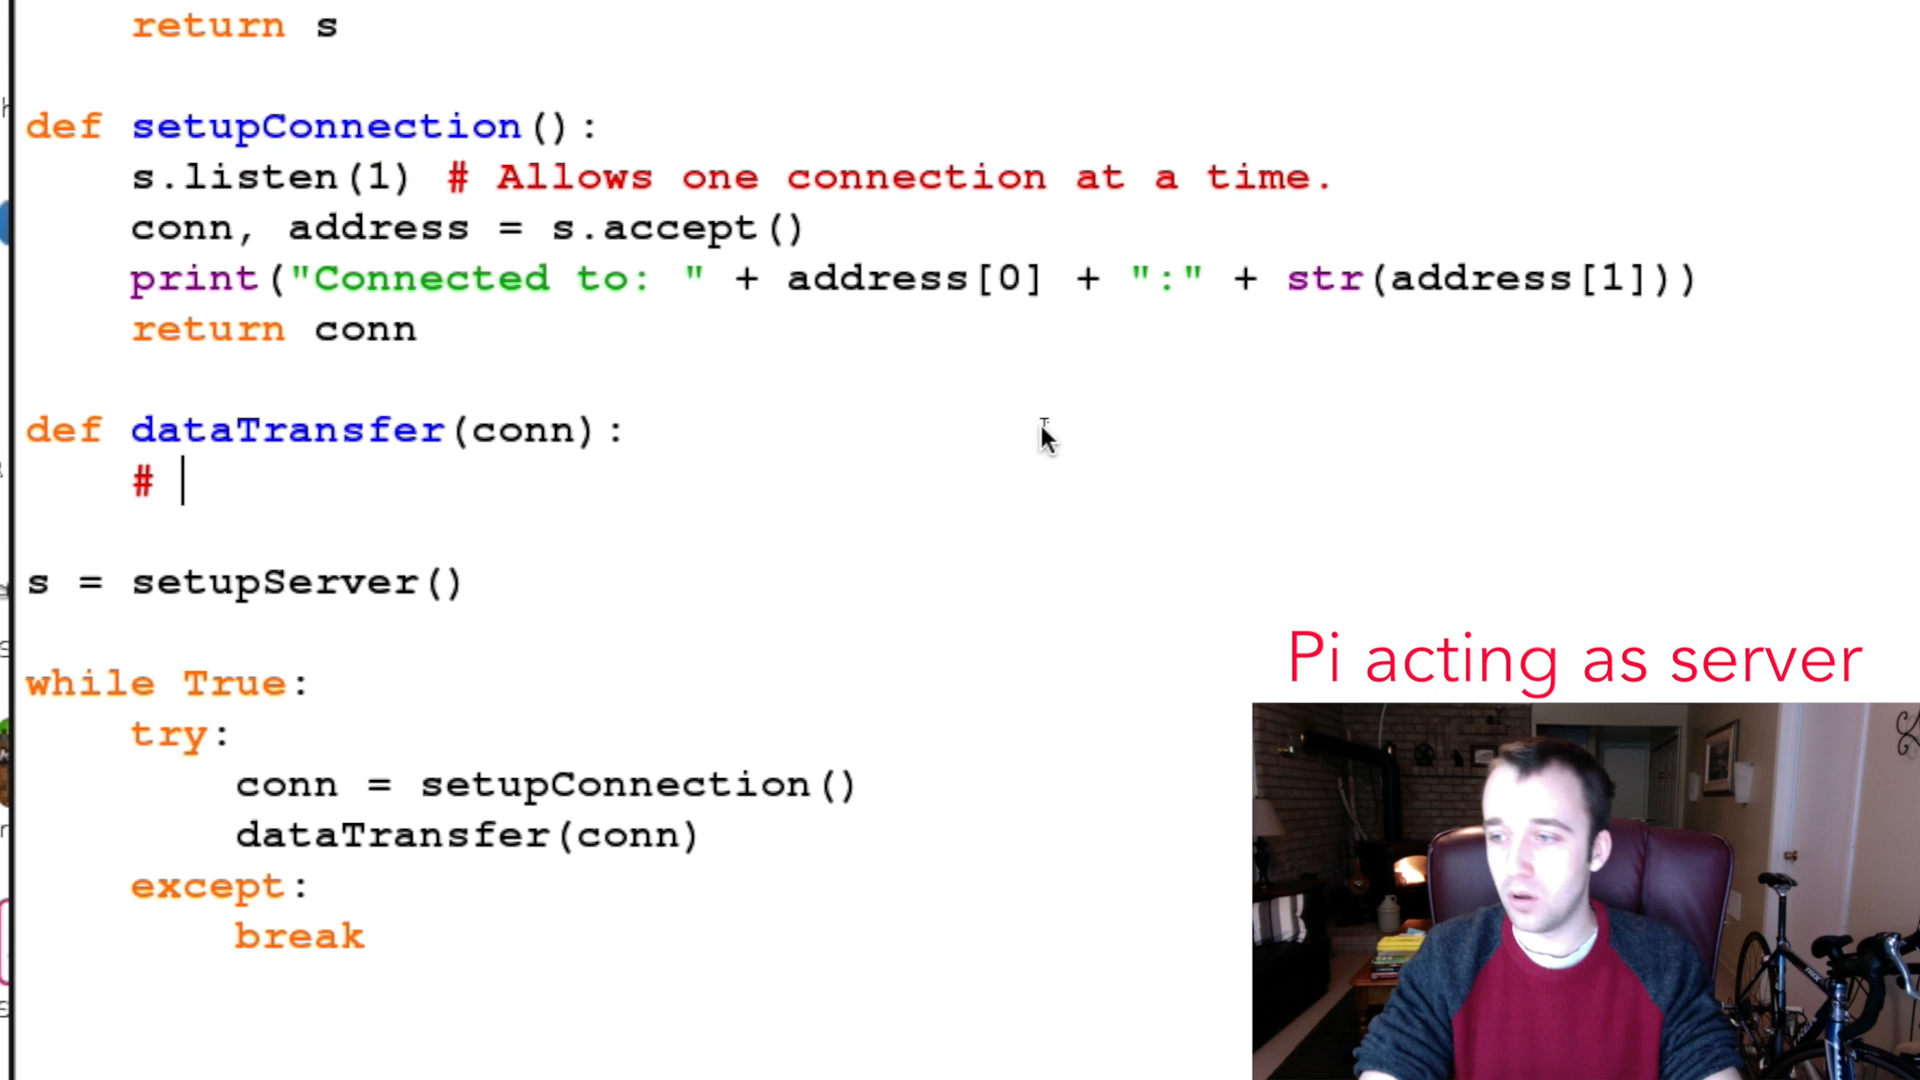 return s
def setupConnection():
s.listen(1) # Allows one connection at a time.
conn, address = s.accept()
print("Connected to: " + address[0] + ":" + str(address[1]))
return conn
def dataTransfer(conn):
#
s = setupServer()
while True:
try:
conn = setupConnection()
dataTransfer(conn)
except:
break
Pi acting as server